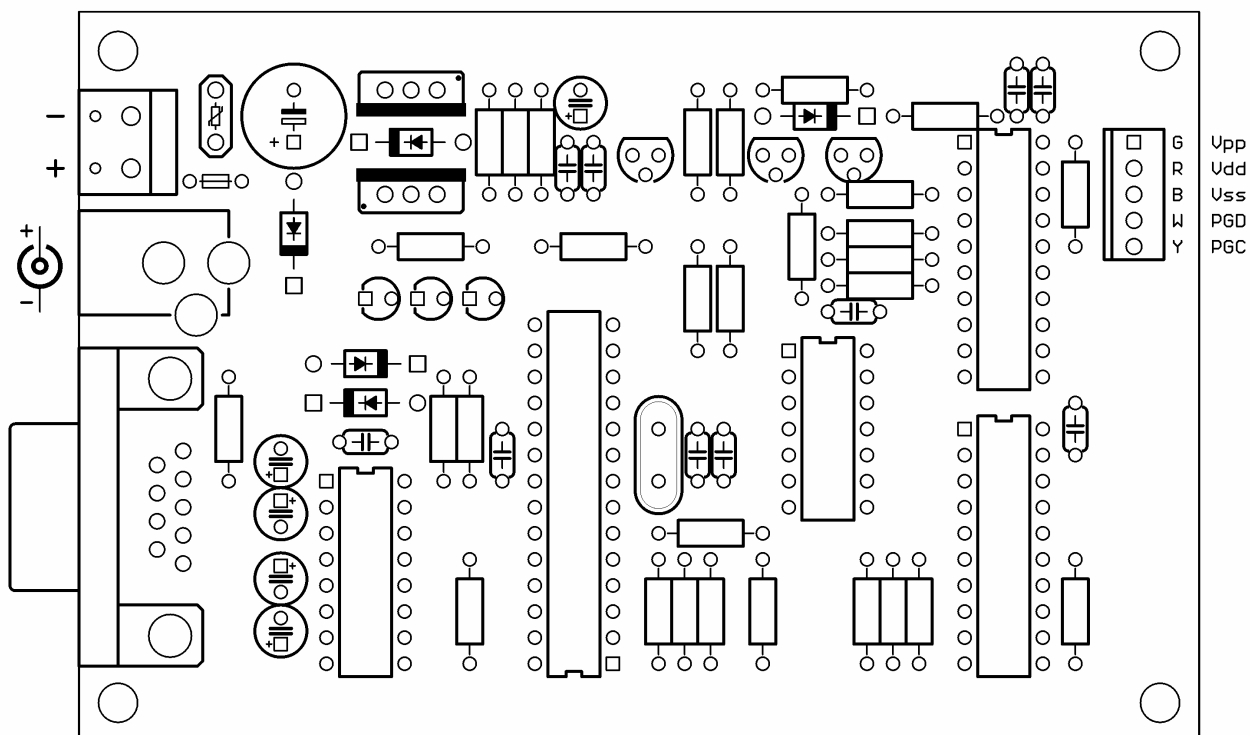 -
+
+
-
+
+
+
+
+
+
G Vpp
R Vdd
B Vss
W PGD
Y PGC